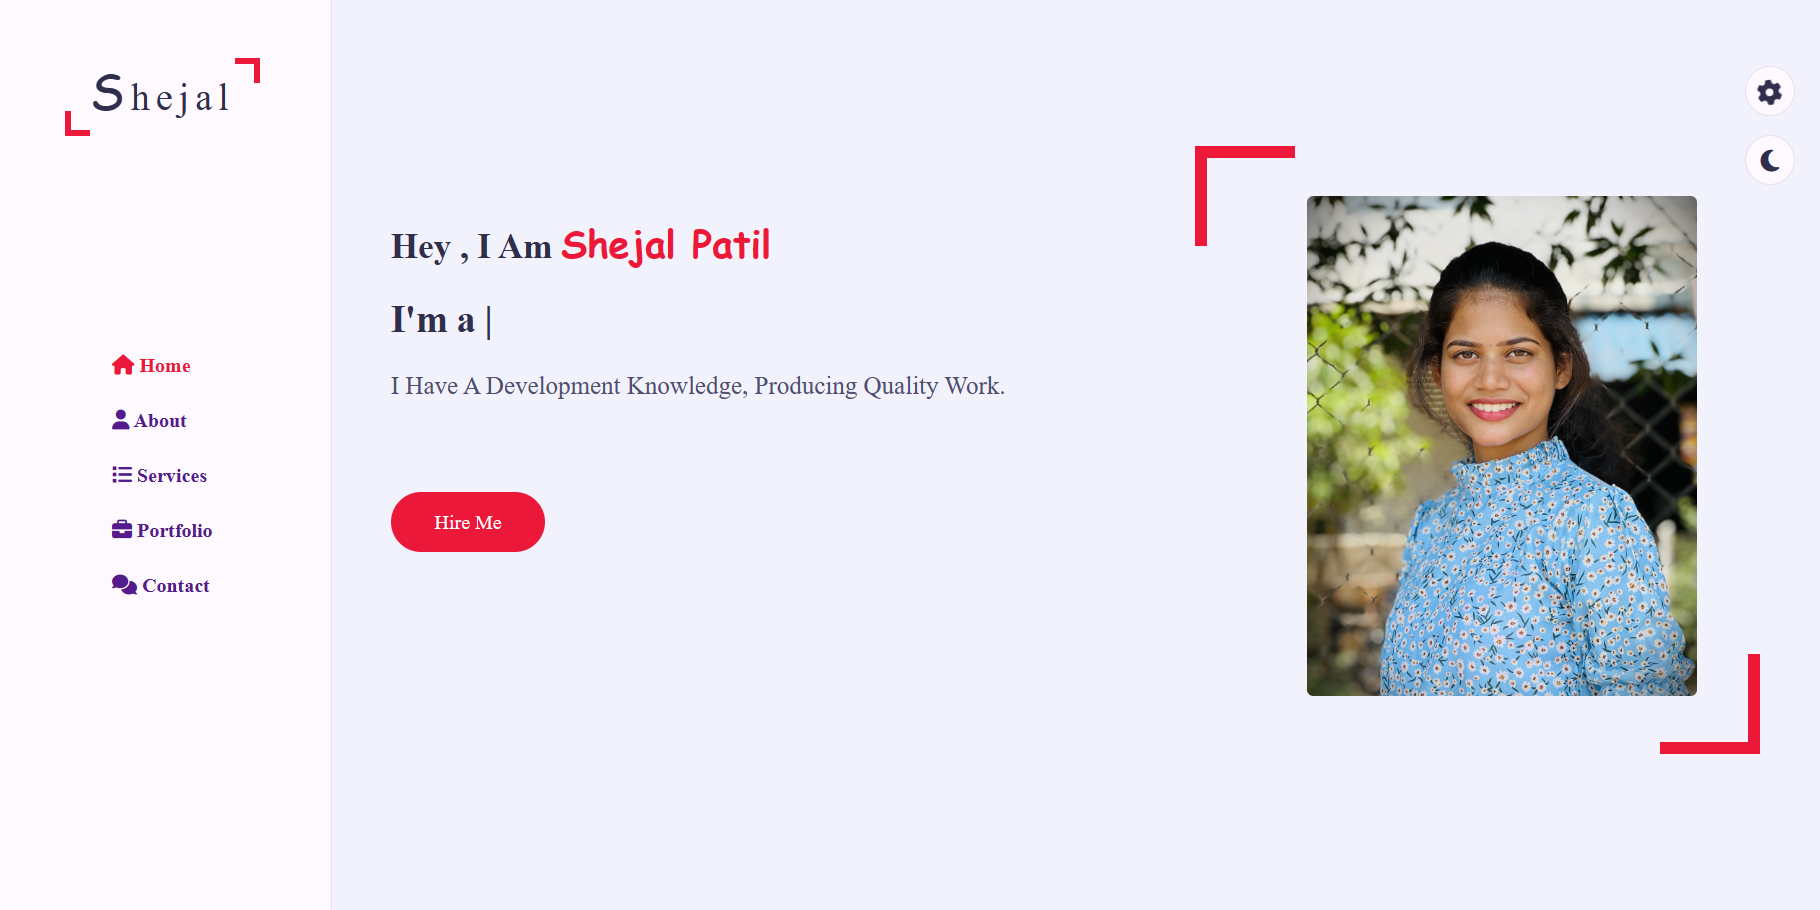 Shejal
Home
About
Services
Portfolio
Contact
Hey , I Am Shejal Patil
I'm a |
I Have A Development Knowledge, Producing Quality Work.
Hire Me